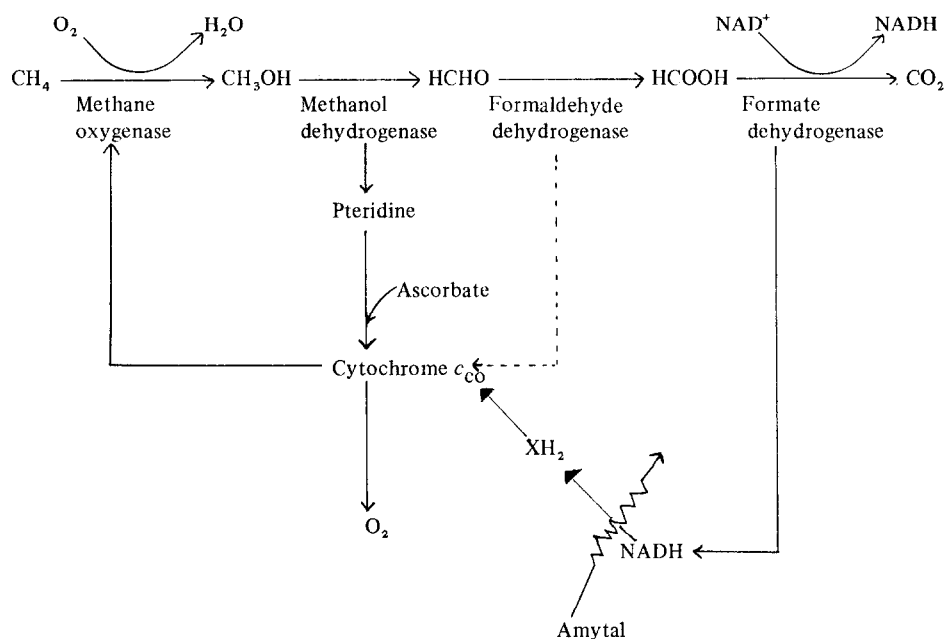 O₂ H₂O NAD⁺ NADH
CH₄ CH₃OH HCHO HCOOH CO₂
Methane Methanol Formaldehyde Formate
oxygenase dehydrogenase dehydrogenase dehydrogenase
Pteridine
Ascorbate
Cytochrome c_CO
XH₂
O₂
NADH
Amytal